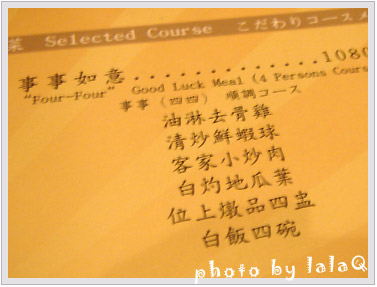 菜 Selected Course こだわりコース
事事如意..............1080
"Four-Four" Good Luck Meal (4 Persons Cours
事事 (四四) 順調コース
油淋去骨雞
清炒鮮蝦球
客家小炒肉
白灼地瓜葉
位上燉品四盅
白飯四碗
photo by lalaQ